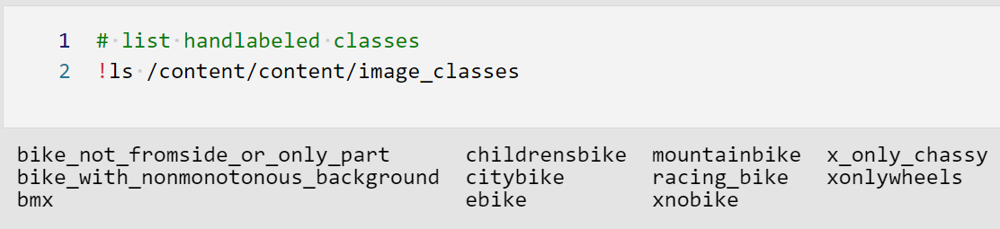 1 # list handlabeled classes
2 !ls /content/content/image_classes
bike_not_fromside_or_only_part childrensbike mountainbike x_only_chassy
bike_with_nonmonotonous_background citybike racing_bike xonlywheels
bmx ebike xnobike